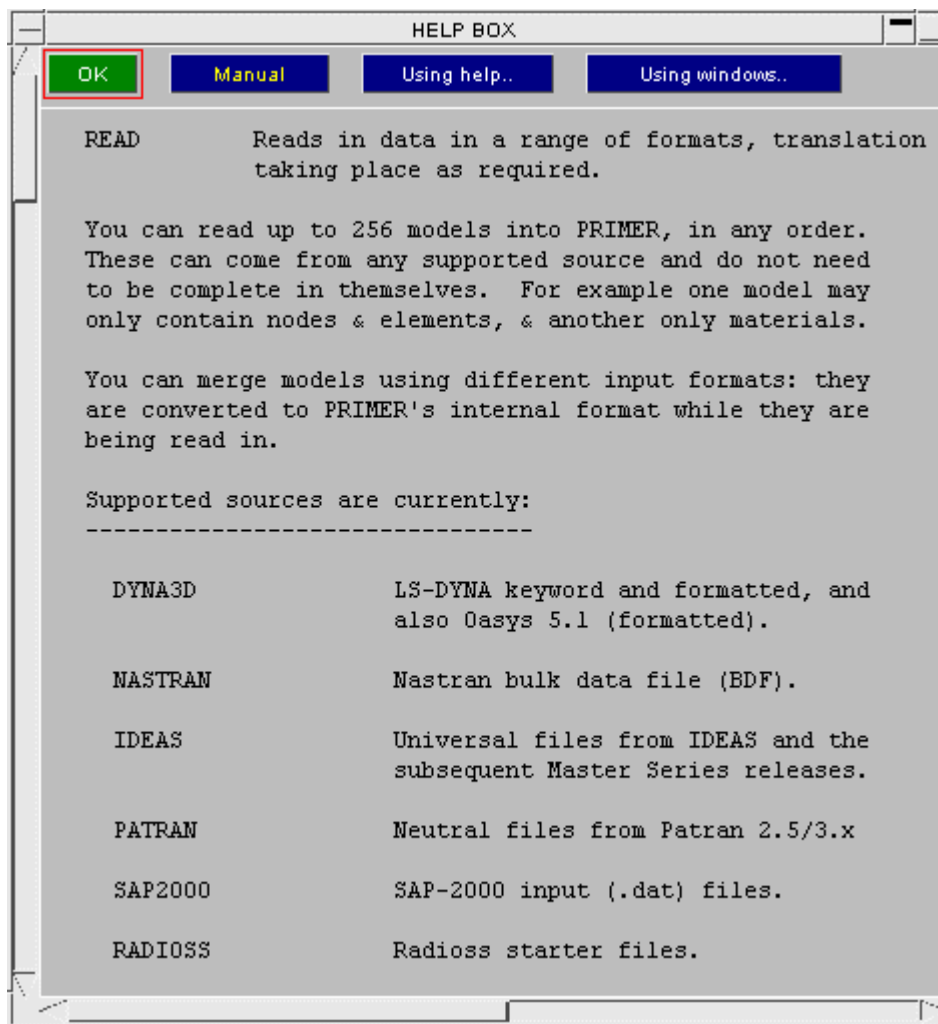 HELP BOX
OK Manual Using help.. Using windows..
READ Reads in data in a range of formats, translation
taking place as required.
You can read up to 256 models into PRIMER, in any order.
These can come from any supported source and do not need
to be complete in themselves. For example one model may
only contain nodes & elements, & another only materials.
You can merge models using different input formats: they
are converted to PRIMER's internal format while they are
being read in.
Supported sources are currently:
--------------------------------
DYNA3D LS-DYNA keyword and formatted, and
also Oasys 5.1 (formatted).
NASTRAN Nastran bulk data file (BDF).
IDEAS Universal files from IDEAS and the
subsequent Master Series releases.
PATRAN Neutral files from Patran 2.5/3.x
SAP2000 SAP-2000 input (.dat) files.
RADIOSS Radioss starter files.